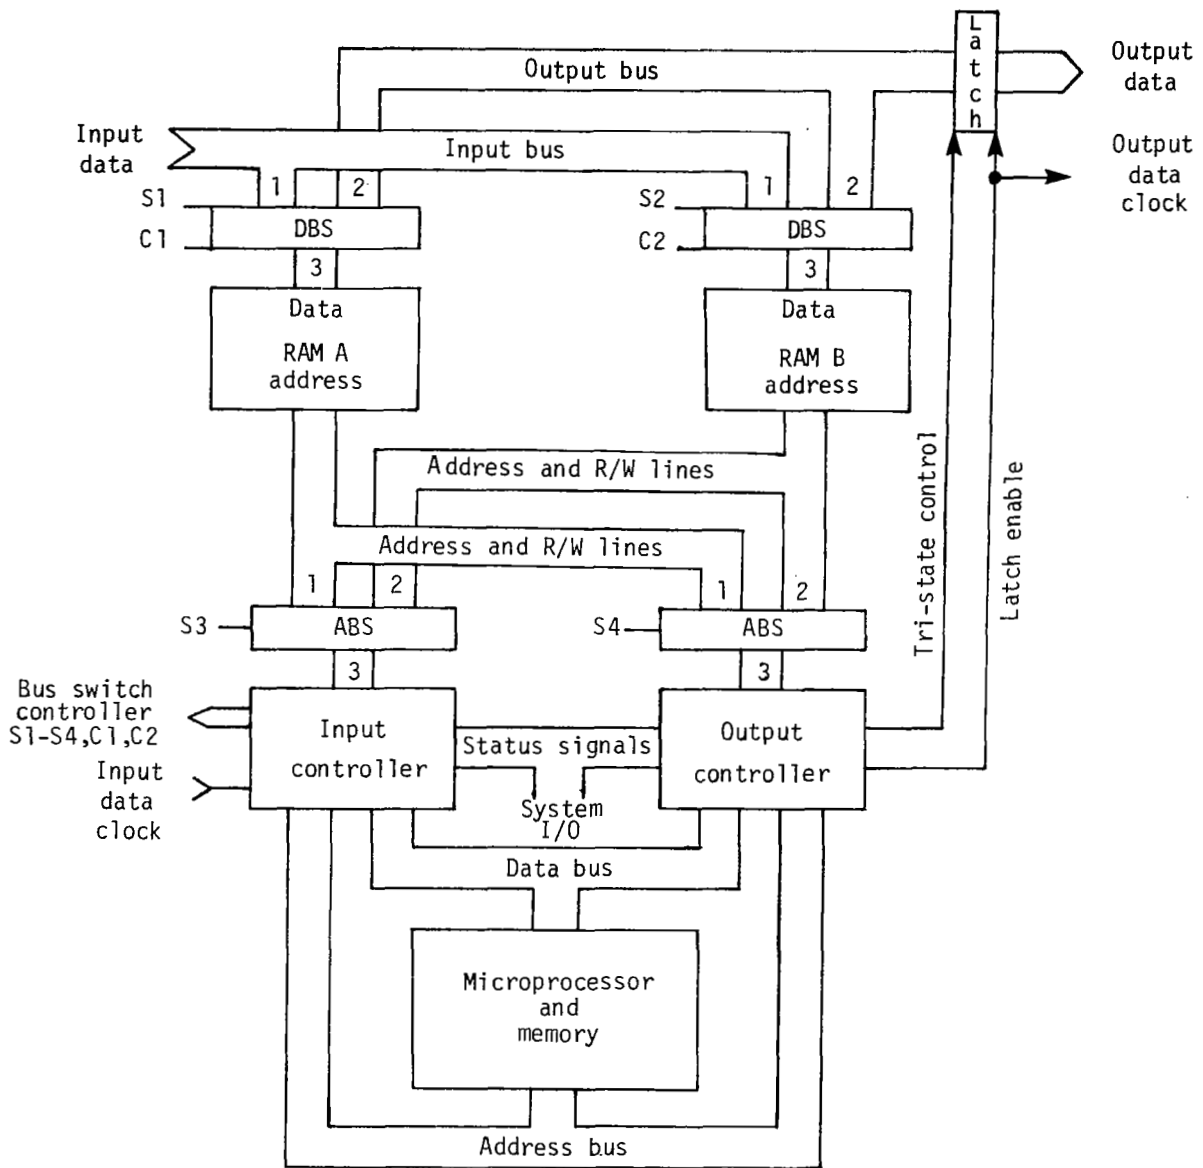 Latch
Output bus
Output
data
Input
data
Input bus
Output
data
clock
1
2
1
2
S1
DBS
C1
S2
DBS
C2
3
3
Data
RAM A
address
Data
RAM B
address
Address and R/W lines
Address and R/W lines
Tri-state control
Latch enable
1
2
1
2
S3
ABS
S4
ABS
3
3
Bus switch
controller
S1-S4,C1,C2
Input
data
clock
Input
controller
Status signals
Output
controller
System
I/O
Data bus
Microprocessor
and
memory
Address bus